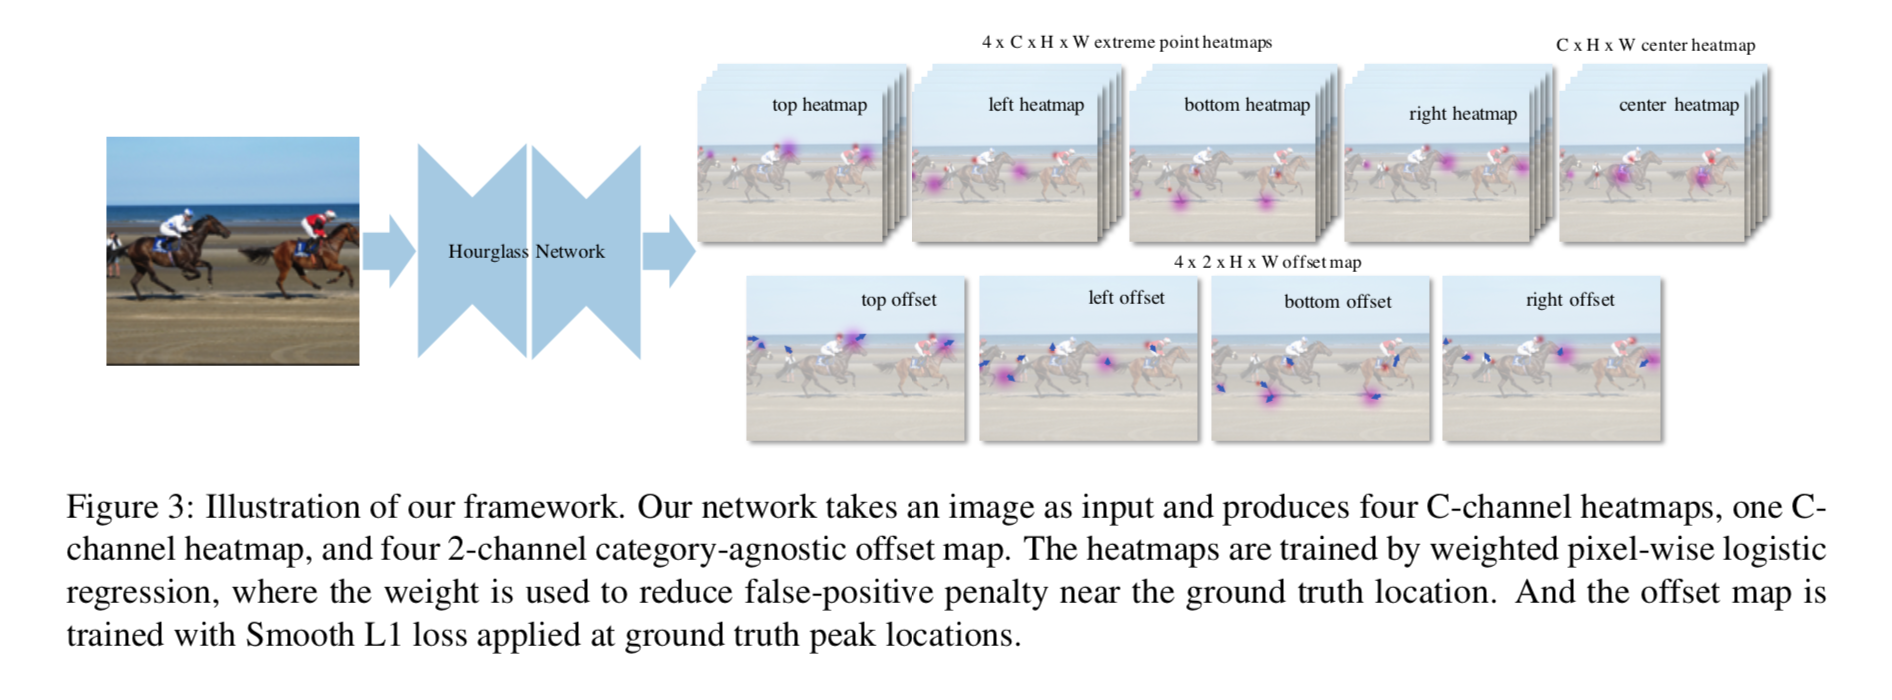 4 x C x H x W extreme point heatmaps
C x H x W center heatmap
top heatmap
left heatmap
bottom heatmap
right heatmap
center heatmap
Hourglass Network
4 x 2 x H x W offset map
top offset
left offset
bottom offset
right offset
Figure 3: Illustration of our framework. Our network takes an image as input and produces four C-channel heatmaps, one C-
channel heatmap, and four 2-channel category-agnostic offset map. The heatmaps are trained by weighted pixel-wise logistic
regression, where the weight is used to reduce false-positive penalty near the ground truth location. And the offset map is
trained with Smooth L1 loss applied at ground truth peak locations.